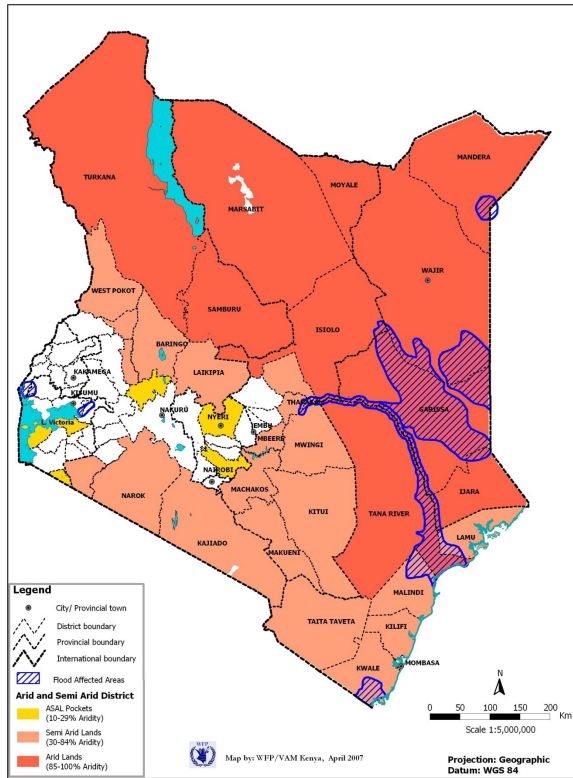 MANDERA
TURKANA
MOYALE
MARSABIT
WAJIR
WEST POKOT
SAMBURU
ISIOLO
BARINGO
LAIKIPIA
KAKAMEGA
KISUMU
L. Victoria
NAKURU
NYERI
EMBU
THARAKA
MBEERE
GARISSA
MWINGI
NAIROBI
MACHAKOS
NAROK
KITUI
TANA RIVER
IJARA
KAJIADO
MAKUENI
LAMU
MALINDI
TAITA TAVETA
KILIFI
KWALE
MOMBASA
Legend
City/ Provincial town
District boundary
Provincial boundary
International boundary
Flood Affected Areas
Arid and Semi Arid District
ASAL Pockets
(10-29% Aridity)
Semi Arid Lands
(30-84% Aridity)
Arid Lands
(85-100% Aridity)
WFP
Map by: WFP/VAM Kenya, April 2007
N
0 50 100 150 200 Km
Scale 1:5,000,000
Projection: Geographic
Datum: WGS 84